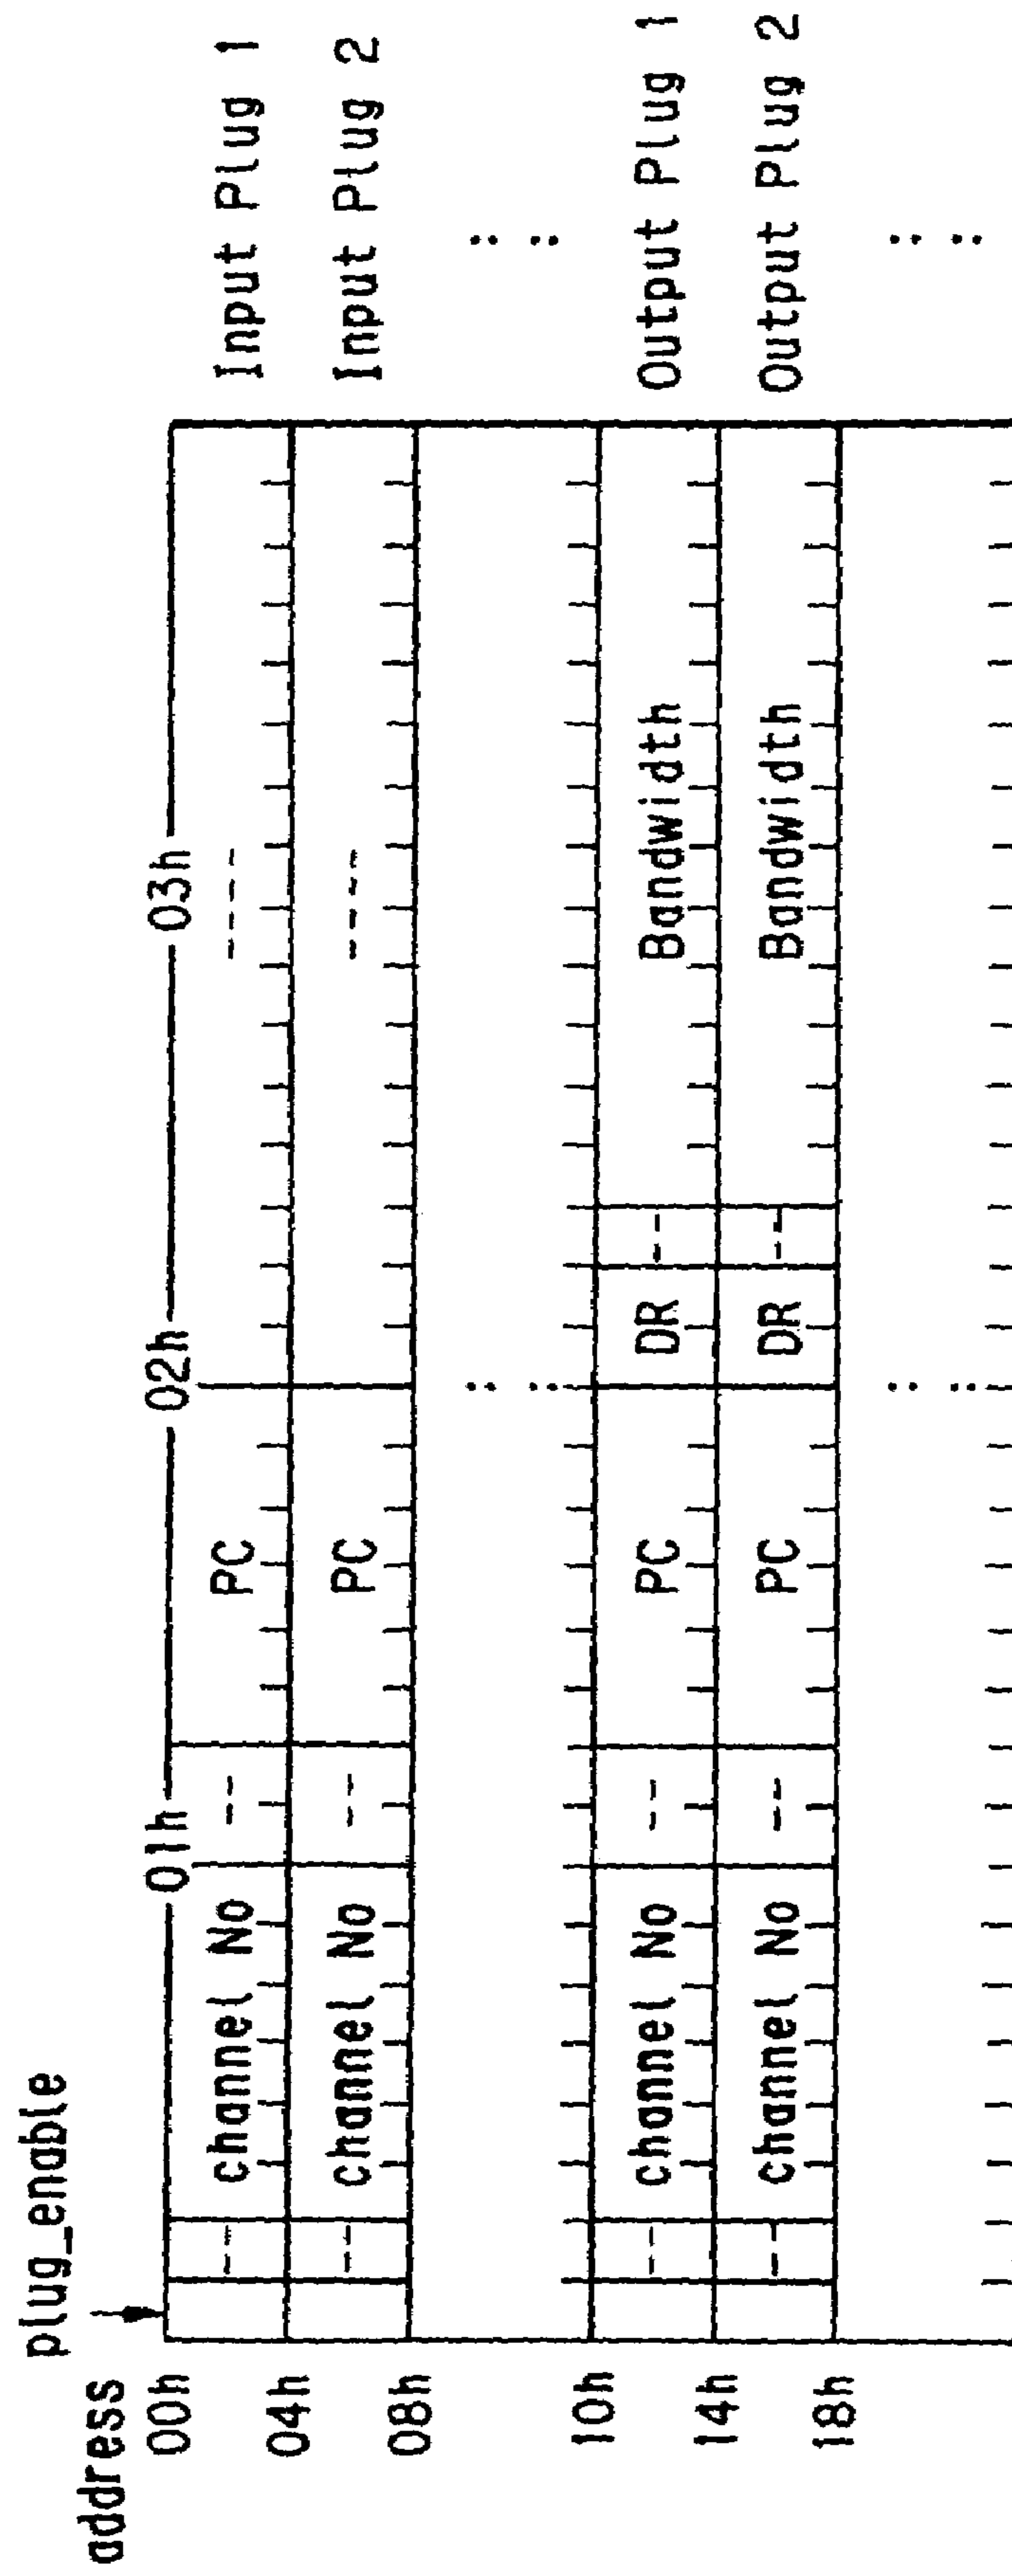 plug_enable
address
00h 01h 02h 03h
-- channel No -- PC ---- Input Plug 1
04h
-- channel No -- PC ---- Input Plug 2
08h
: : : :
10h
-- channel No -- PC DR -- Bandwidth Output Plug 1
14h
-- channel No -- PC DR -- Bandwidth Output Plug 2
18h
: : : :